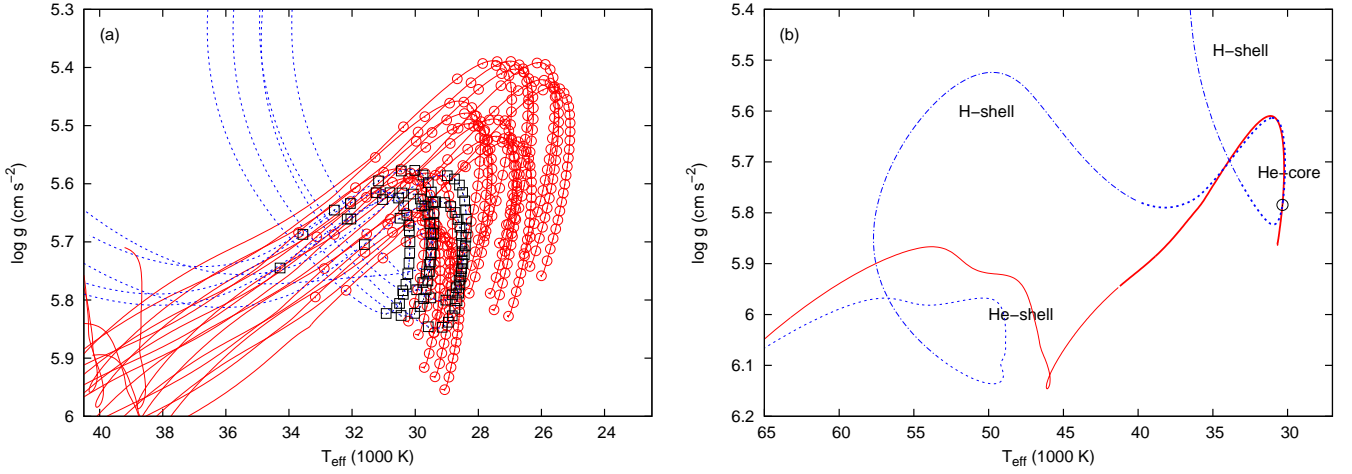 (a)
5.3
5.4
5.5
5.6
5.7
5.8
5.9
6
40 38 36 34 32 30 28 26 24
log g (cm s⁻²)
T_eff (1000 K)
(b)
H−shell
H−shell
He−core
He−shell
5.4
5.5
5.6
5.7
5.8
5.9
6
6.1
6.2
65 60 55 50 45 40 35 30
log g (cm s⁻²)
T_eff (1000 K)